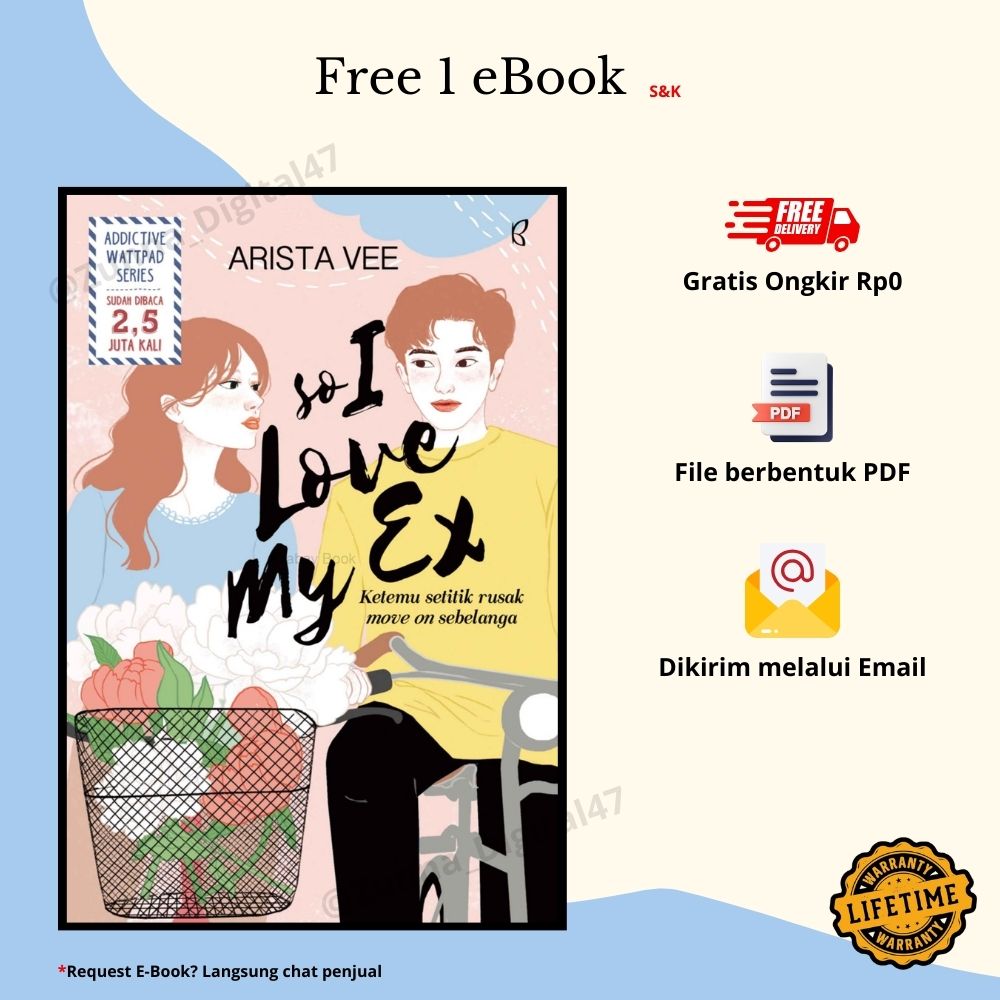 Free 1 eBook S&K
ADDICTIVE
WATTPAD
SERIES
SUDAH DIBACA
2,5
JUTA KALI
ARISTA VEE
so I
Love
My Ex
Ketemu setitik rusak
move on sebelanga
FREE
DELIVERY
Gratis Ongkir Rp0
PDF
File berbentuk PDF
@
Dikirim melalui Email
WARRANTY
LIFETIME
WARRANTY
*Request E-Book? Langsung chat penjual